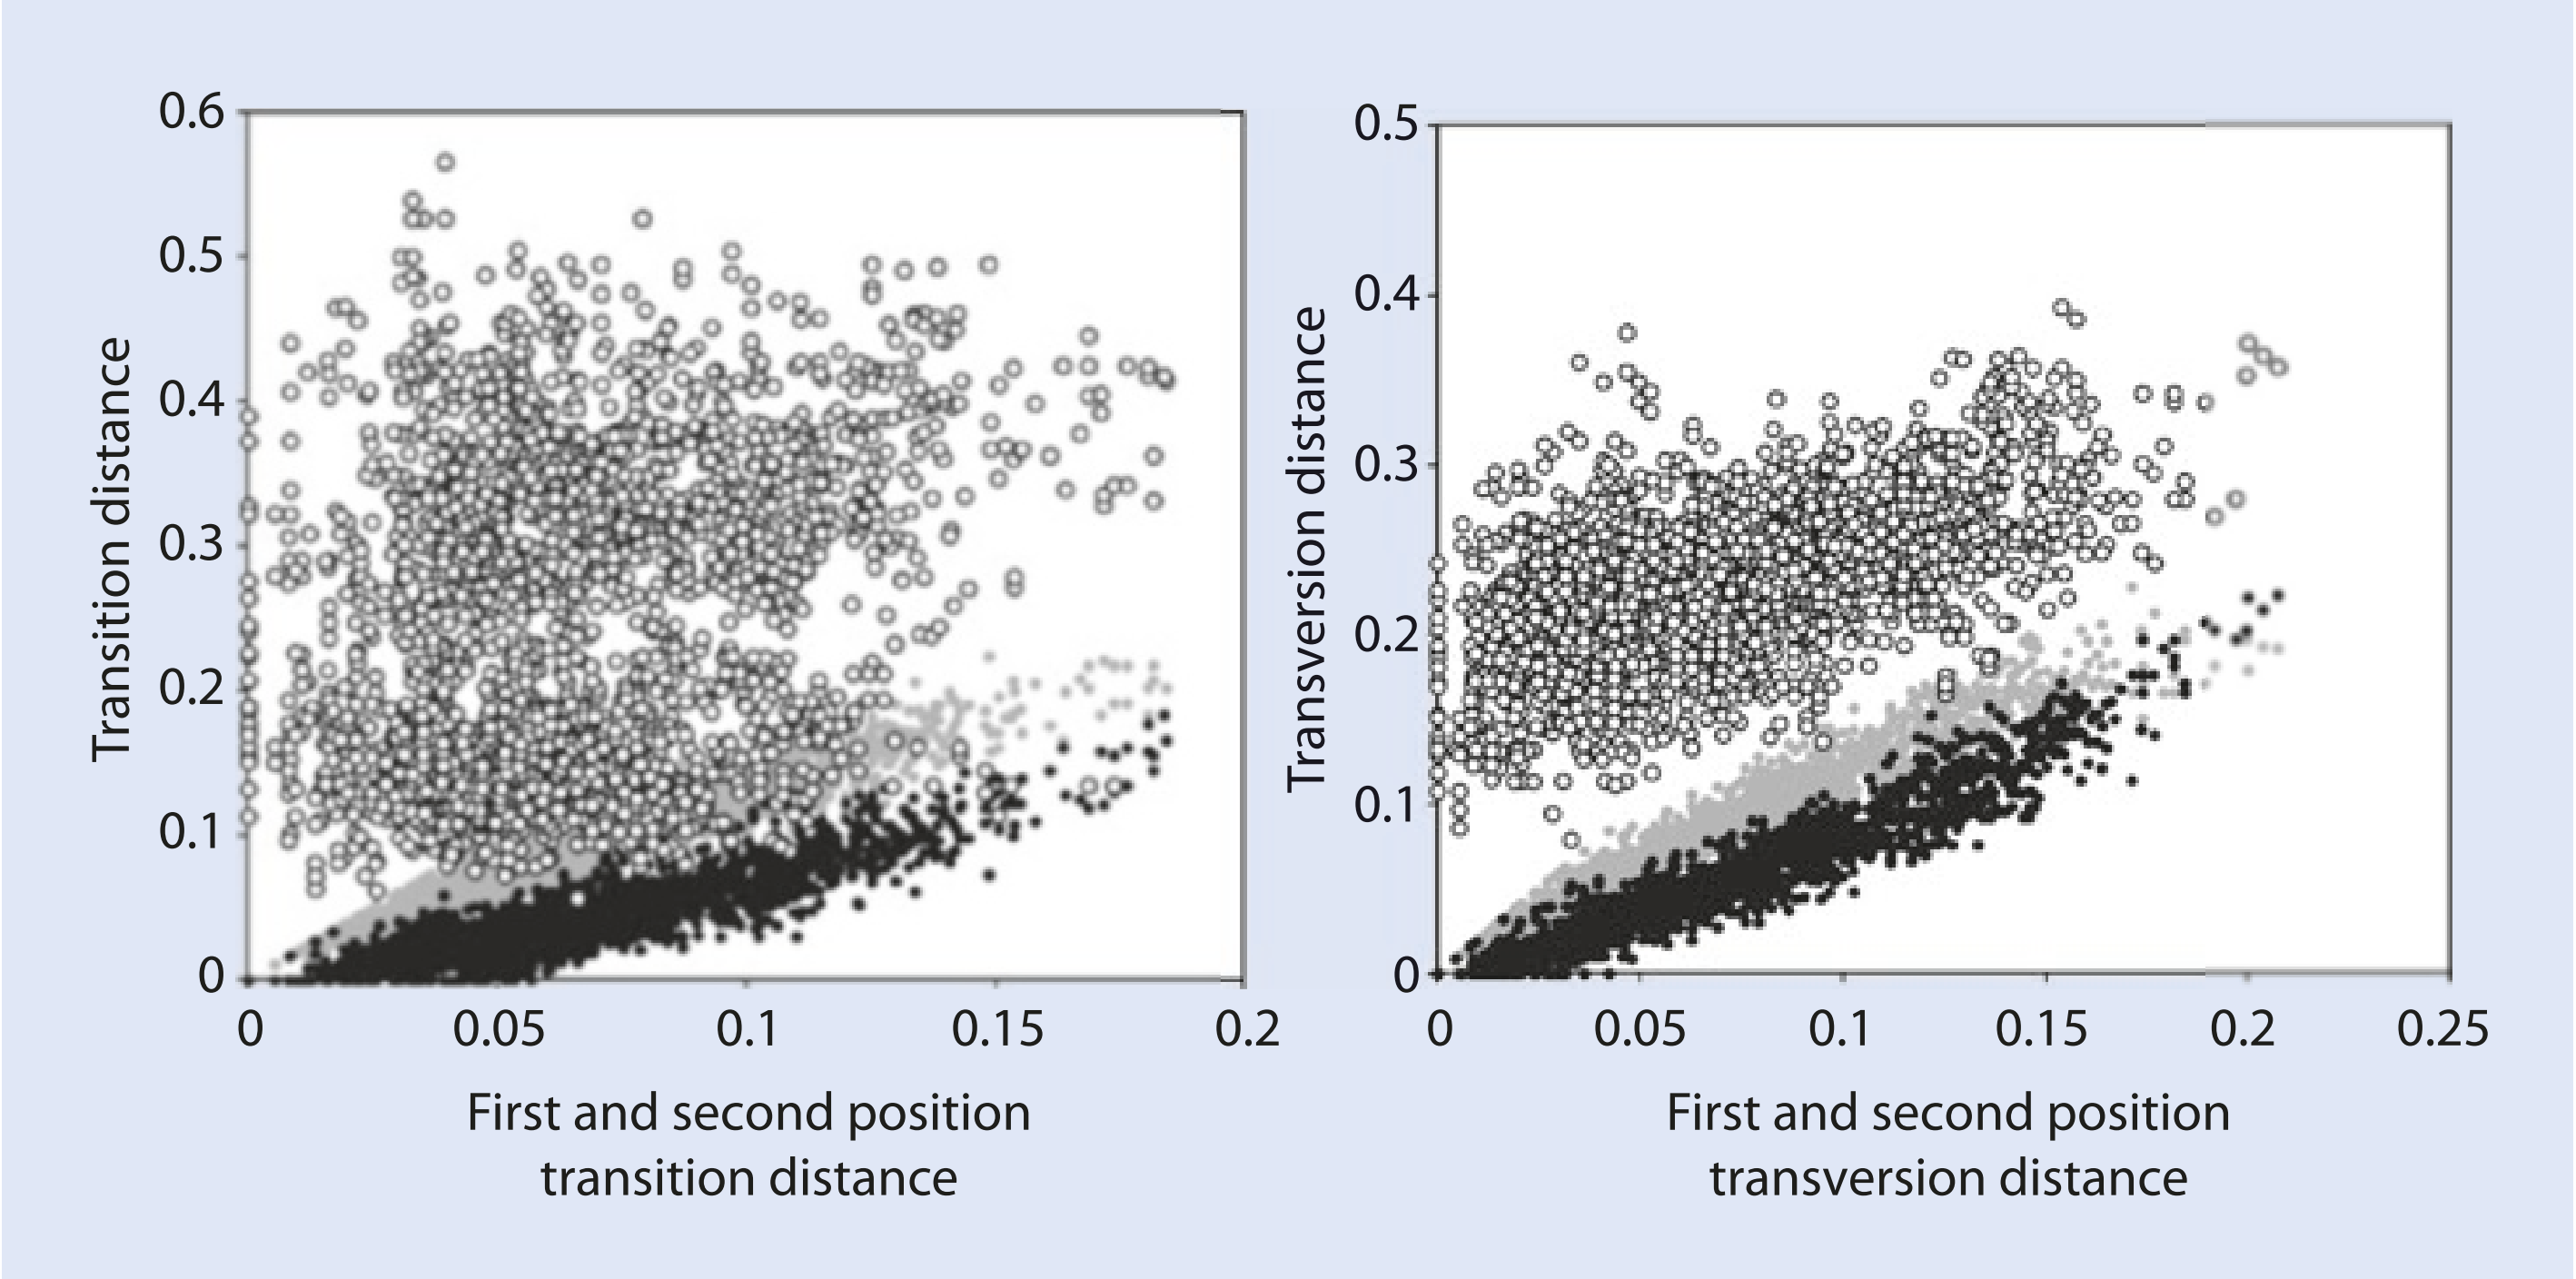 Transition distance
0.6
0.5
0.4
0.3
0.2
0.1
0
0 0.05 0.1 0.15 0.2
First and second position
transition distance
Transversion distance
0.5
0.4
0.3
0.2
0.1
0
0 0.05 0.1 0.15 0.2 0.25
First and second position
transversion distance